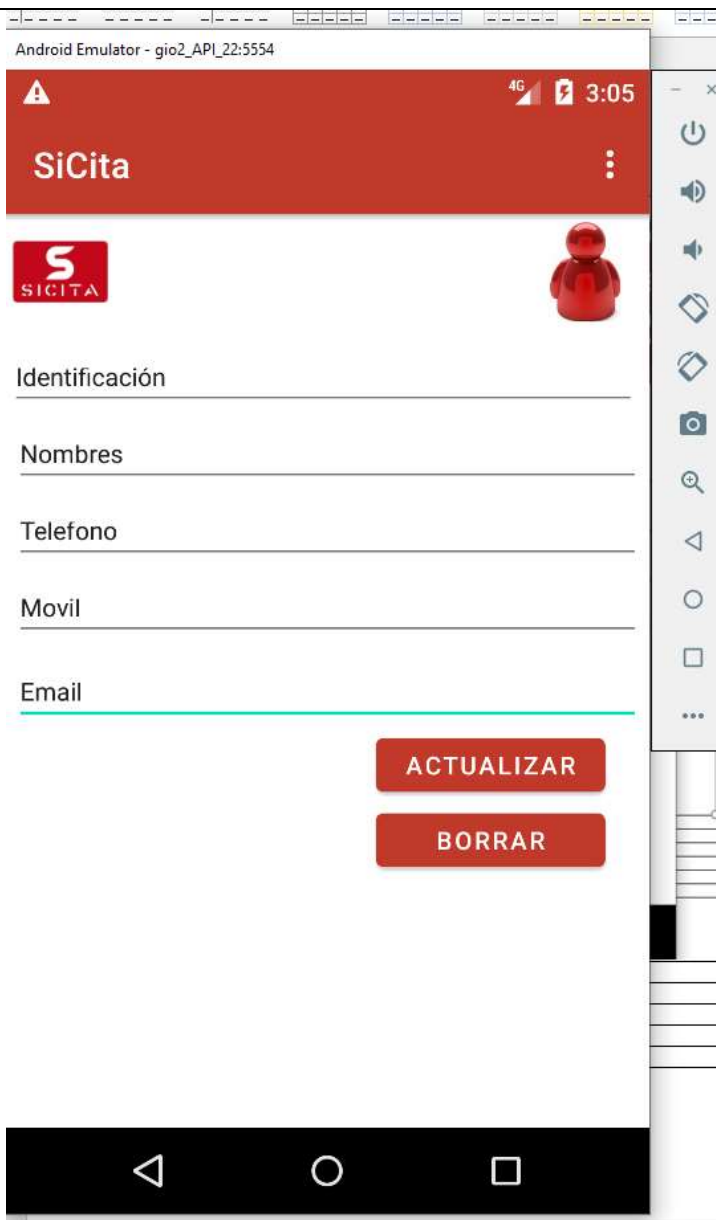 Android Emulator - gio2_API_22:5554
4G 3:05
SiCita
S
SICITA
Identificación
Nombres
Telefono
Movil
Email
ACTUALIZAR
BORRAR